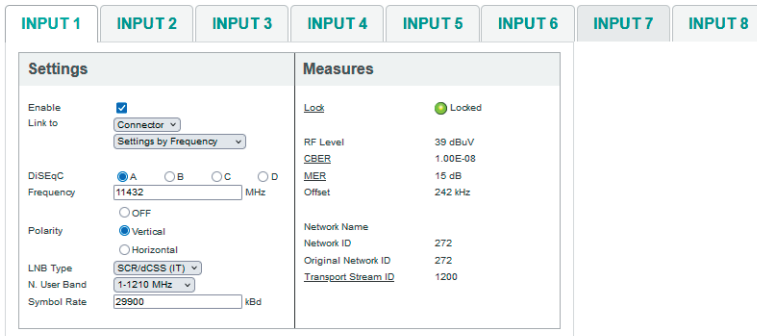 INPUT 1 INPUT 2 INPUT 3 INPUT 4 INPUT 5 INPUT 6 INPUT 7 INPUT 8
Settings
Enable
Link to Connector
Settings by Frequency
DiSEqC A B C D
Frequency 11432 MHz
OFF
Polarity Vertical
Horizontal
LNB Type SCR/dCSS (IT)
N. User Band 1-1210 MHz
Symbol Rate 29900 kBd
Measures
Lock Locked
RF Level 39 dBuV
CBER 1.00E-08
MER 15 dB
Offset 242 kHz
Network Name
Network ID 272
Original Network ID 272
Transport Stream ID 1200